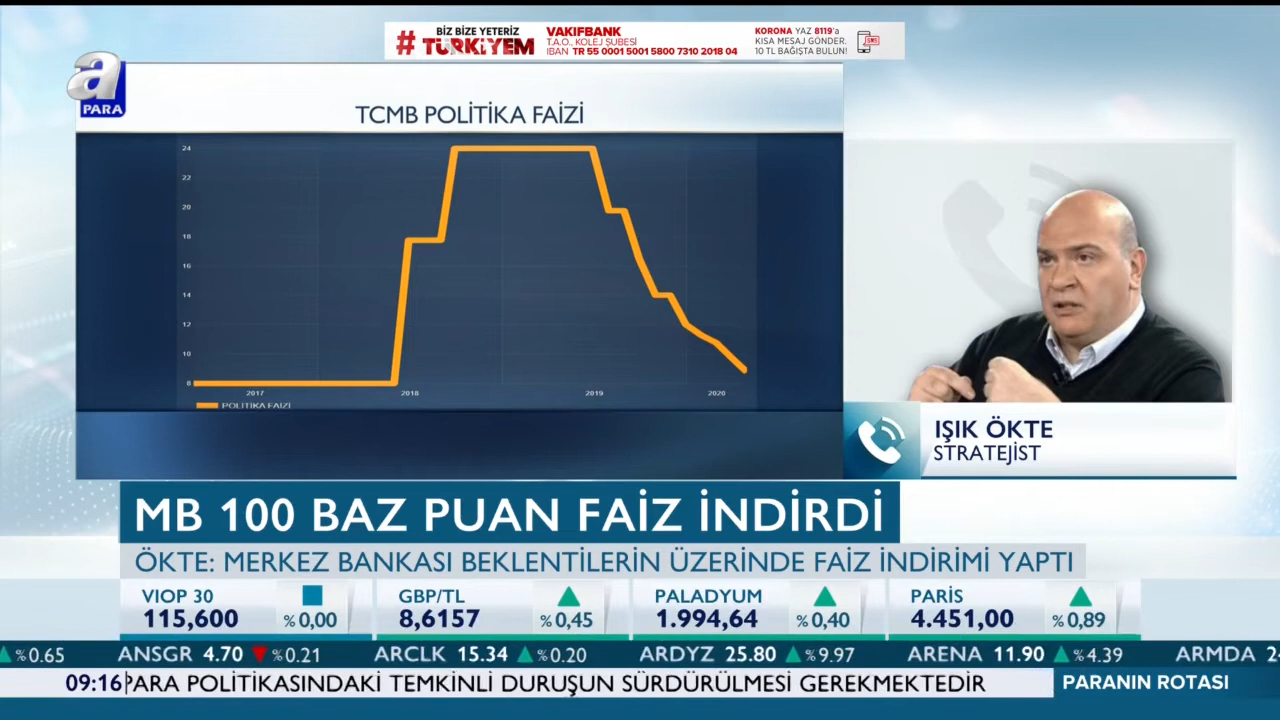 BİZ BİZE YETERİZ
# TÜRKİYEM
VAKIFBANK
T.A.O., KOLEJ ŞUBESİ
IBAN TR 55 0001 5001 5800 7310 2018 04
KORONA YAZ 8119'a
KISA MESAJ GÖNDER.
10 TL BAĞIŞTA BULUN!
SMS
a
PARA
TCMB POLİTİKA FAİZİ
24
22
20
18
16
14
12
10
8
2017
2018
2019
2020
POLİTİKA FAİZİ
IŞIK ÖKTE
STRATEJİST
MB 100 BAZ PUAN FAİZ İNDİRDİ
ÖKTE: MERKEZ BANKASI BEKLENTİLERİN ÜZERİNDE FAİZ İNDİRİMİ YAPTI
VIOP 30
115,600 % 0,00
GBP/TL
8,6157 % 0,45
PALADYUM
1.994,64 % 0,40
PARİS
4.451,00 % 0,89
%0.65 ANSGR 4.70 %0.21 ARCLK 15.34 %0.20 ARDYZ 25.80 %9.97 ARENA 11.90 %4.39 ARMDA 24
09:16 PARA POLİTİKASINDAKİ TEMKİNLİ DURUŞUN SÜRDÜRÜLMESİ GEREKMEKTEDİR
PARANIN ROTASI